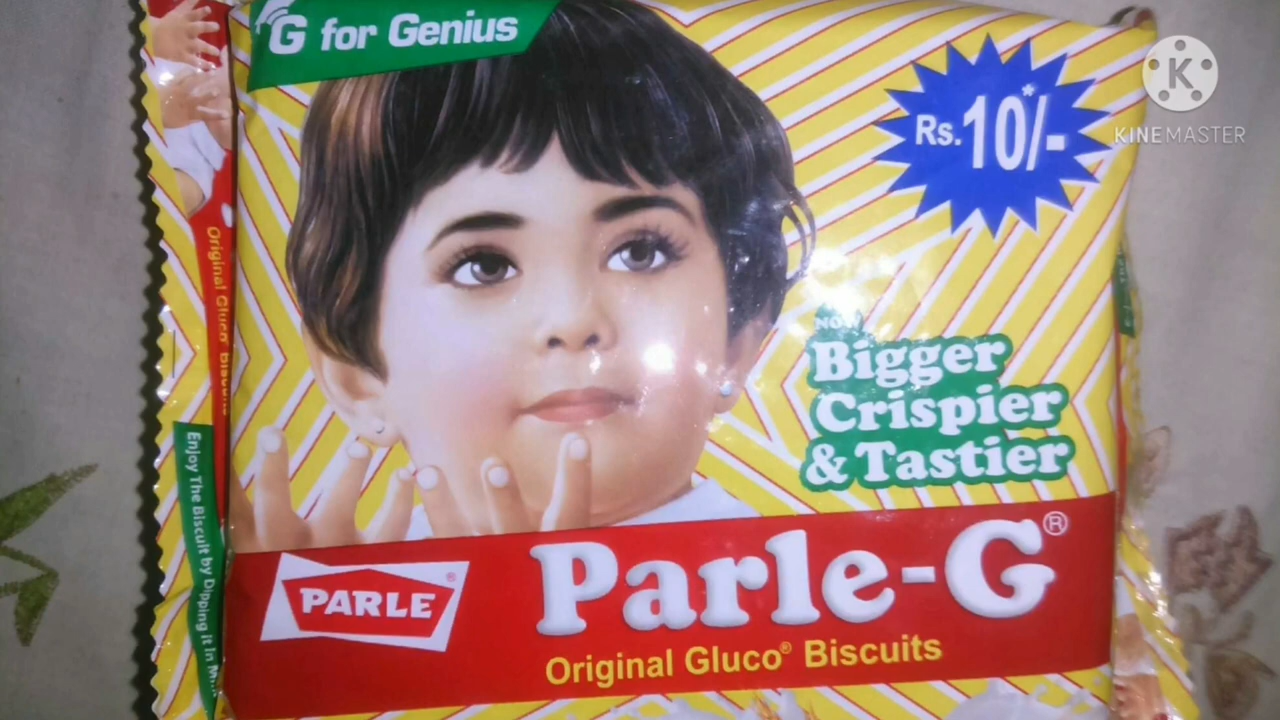 G for Genius
Rs.10*/-
K
KINEMASTER
NOW
Bigger
Crispier
& Tastier
Parle-G®
PARLE®
Original Gluco® Biscuits
Original Gluco® Biscuits
Enjoy The Biscuit by Dipping it in